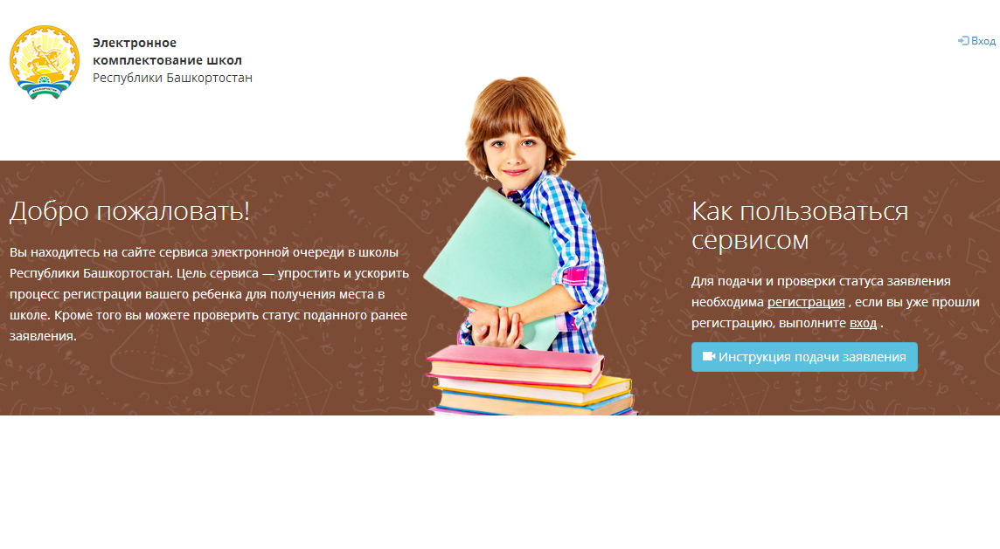 Электронное
комплектование школ
Республики Башкортостан
Вход
Добро пожаловать!
Вы находитесь на сайте сервиса электронной очереди в школы
Республики Башкортостан. Цель сервиса — упростить и ускорить
процесс регистрации вашего ребенка для получения места в
школе. Кроме того вы можете проверить статус поданного ранее
заявления.
Как пользоваться
сервисом
Для подачи и проверки статуса заявления
необходима регистрация , если вы уже прошли
регистрацию, выполните вход .
Инструкция подачи заявления